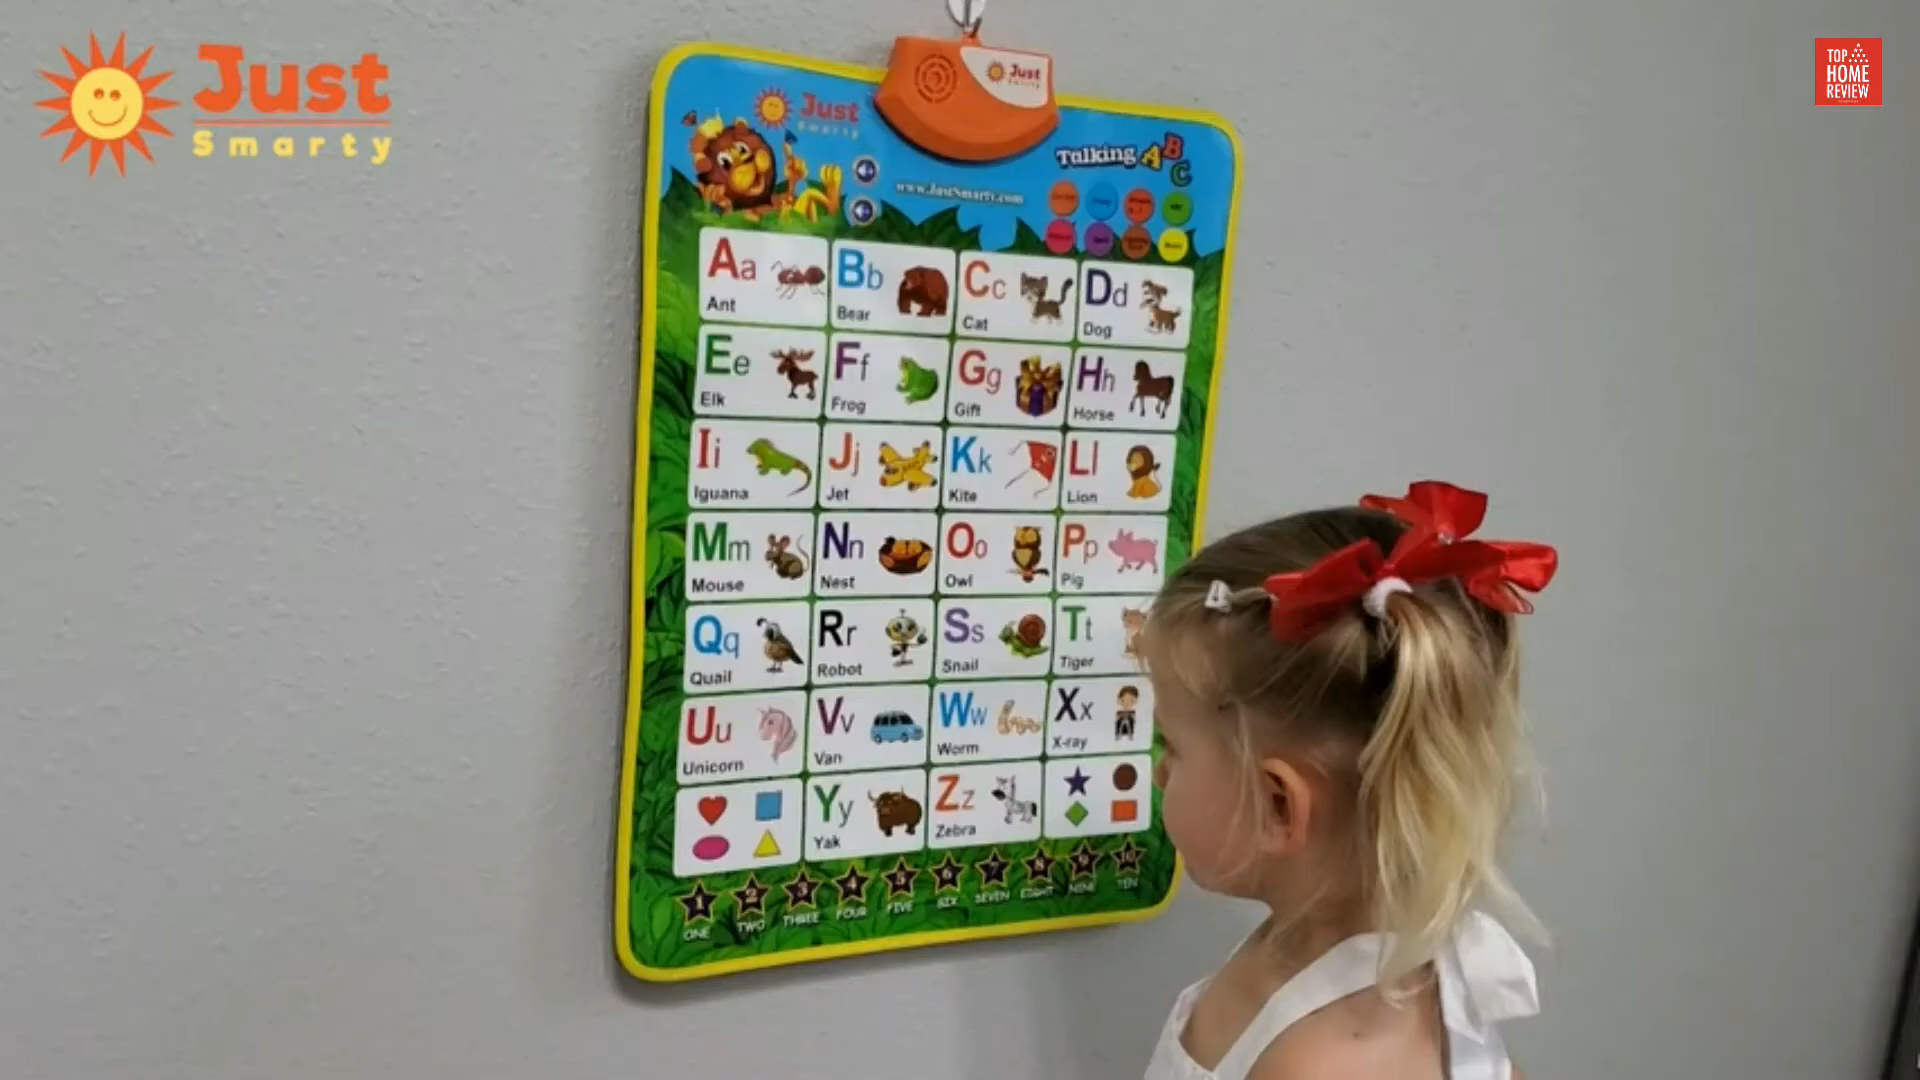 Just
Smarty
TOP
HOME
REVIEW
Just
Smarty
Just
Smarty
Talking ABC
www.JustSmarty.com
Aa Bb Cc Dd
Ant Bear Cat Dog
Ee Ff Gg Hh
Elk Frog Gift Horse
Ii Jj Kk Ll
Iguana Jet Kite Lion
Mm Nn Oo Pp
Mouse Nest Owl Pig
Qq Rr Ss Tt
Quail Robot Snail Tiger
Uu Vv Ww Xx
Unicorn Van Worm X-ray
Yy Zz
Yak Zebra
1 2 3 4 5 6 7 8 9 10
ONE TWO THREE FOUR FIVE SIX SEVEN EIGHT NINE TEN